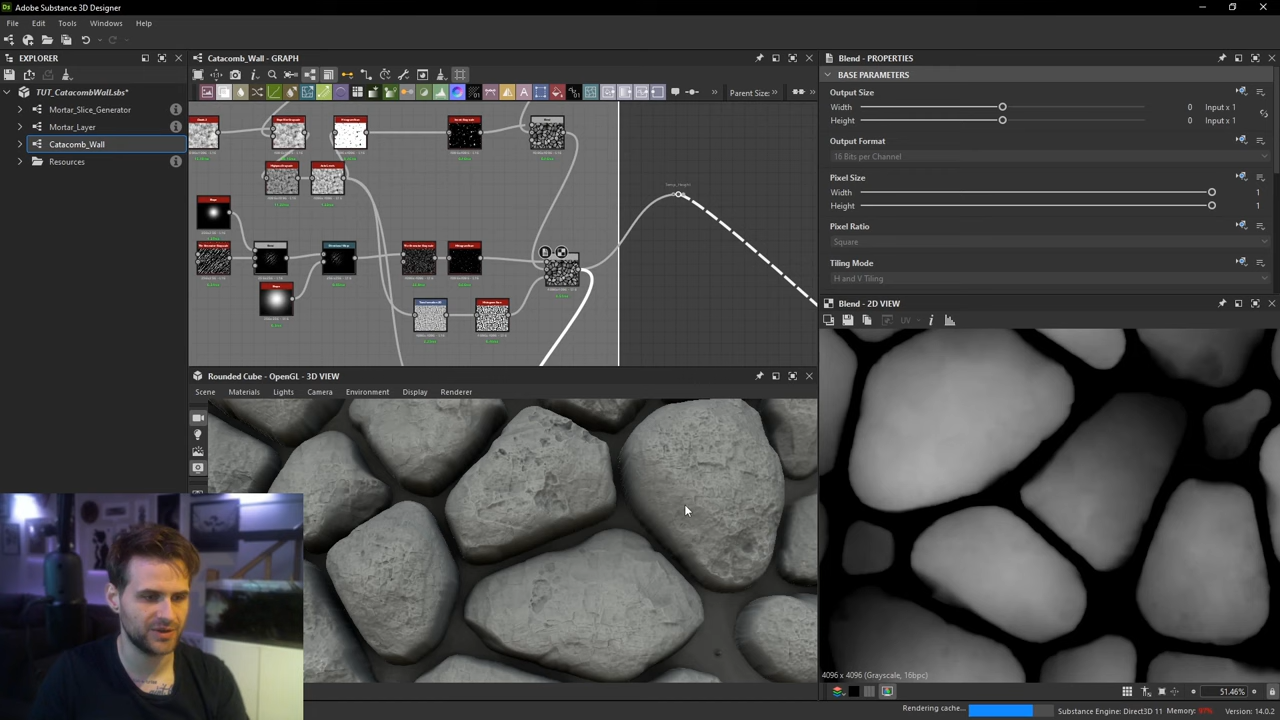 Adobe Substance 3D Designer
File Edit Tools Windows Help
EXPLORER
TUT_CatacombWall.sbs*
Mortar_Slice_Generator
Mortar_Layer
Catacomb_Wall
Resources
Catacomb_Wall - GRAPH
Parent Size:
Rounded Cube - OpenGL - 3D VIEW
Scene Materials Lights Camera Environment Display Renderer
Blend - PROPERTIES
BASE PARAMETERS
Output Size
Width 0 Input x 1
Height 0 Input x 1
Output Format
16 Bits per Channel
Pixel Size
Width 1
Height 1
Pixel Ratio
Square
Tiling Mode
H and V Tiling
Blend - 2D VIEW
UV
4096 x 4096 (Grayscale, 16bpc)
51.46%
Rendering cache... Substance Engine: Direct3D 11 Memory: 97% Version: 14.0.2